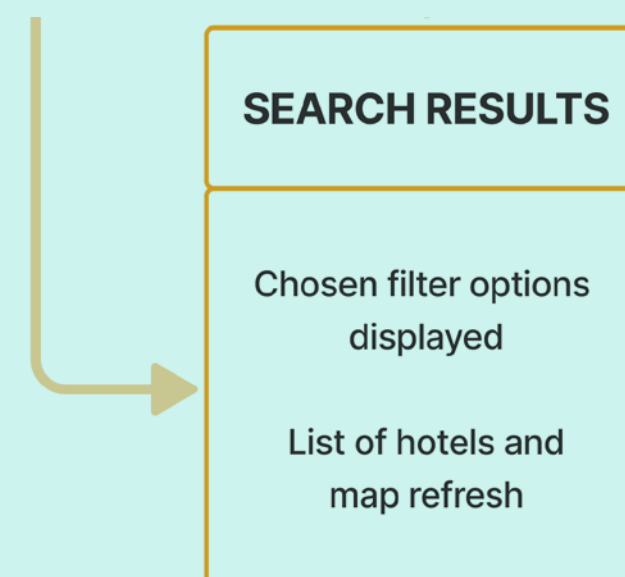 SEARCH RESULTS
Chosen filter options
displayed
List of hotels and
map refresh